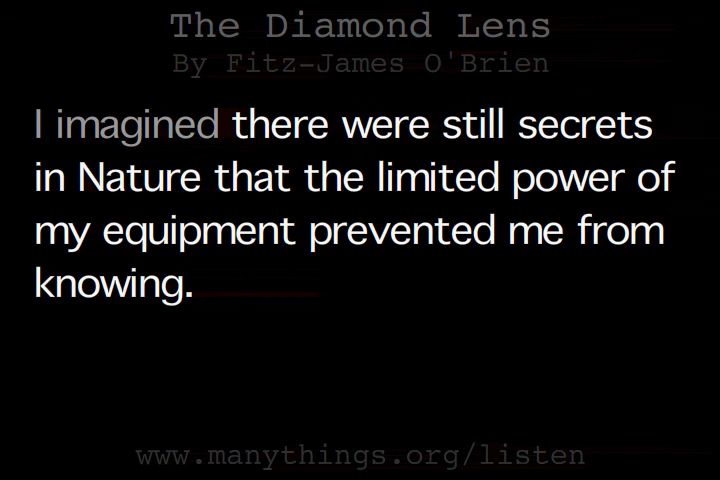 The Diamond Lens
By Fitz-James O'Brien
I imagined there were still secrets
in Nature that the limited power of
my equipment prevented me from
knowing.
www.manythings.org/listen